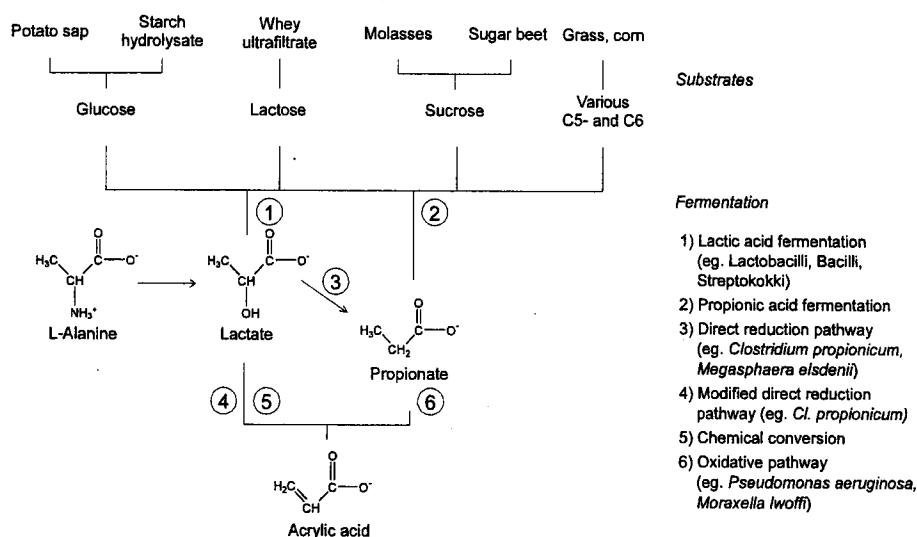 Potato sap
Starch
hydrolysate
Whey
ultrafiltrate
Molasses
Sugar beet
Grass, corn
Substrates
Glucose
Lactose
Sucrose
Various
C5- and C6
Fermentation
1
2
1) Lactic acid fermentation
(eg. Lactobacilli, Bacilli,
Streptokokki)
2) Propionic acid fermentation
3) Direct reduction pathway
(eg. Clostridium propionicum,
Megasphaera elsdenii)
4) Modified direct reduction
pathway (eg. Cl. propionicum)
5) Chemical conversion
6) Oxidative pathway
(eg. Pseudomonas aeruginosa,
Moraxella lwoffi)
H₃C
CH
C
O
O⁻
NH₃⁺
L-Alanine
H₃C
CH
C
O
O⁻
OH
Lactate
3
H₃C
CH₂
C
O
O⁻
Propionate
4
5
6
H₂C
CH
C
O
O⁻
Acrylic acid